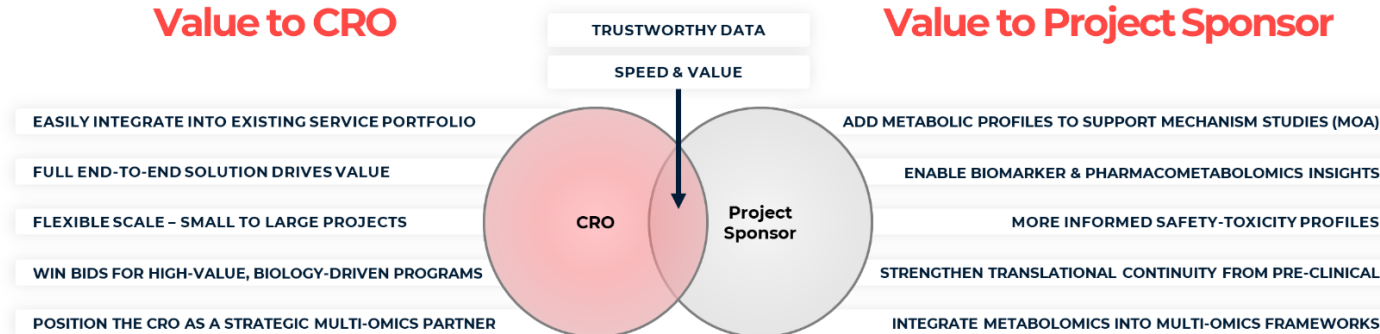 Value to CRO
TRUSTWORTHY DATA
SPEED & VALUE
Value to Project Sponsor
EASILY INTEGRATE INTO EXISTING SERVICE PORTFOLIO
FULL END-TO-END SOLUTION DRIVES VALUE
FLEXIBLE SCALE – SMALL TO LARGE PROJECTS
WIN BIDS FOR HIGH-VALUE, BIOLOGY-DRIVEN PROGRAMS
POSITION THE CRO AS A STRATEGIC MULTI-OMICS PARTNER
CRO
Project
Sponsor
ADD METABOLIC PROFILES TO SUPPORT MECHANISM STUDIES (MOA)
ENABLE BIOMARKER & PHARMACOMETABOLOMICS INSIGHTS
MORE INFORMED SAFETY-TOXICITY PROFILES
STRENGTHEN TRANSLATIONAL CONTINUITY FROM PRE-CLINICAL
INTEGRATE METABOLOMICS INTO MULTI-OMICS FRAMEWORKS